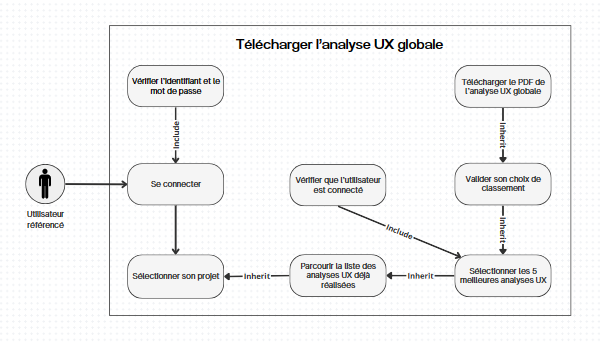 Télécharger l'analyse UX globale
Vérifier l'identifiant et le
mot de passe
Télécharger le PDF de
l'analyse UX globale
Include
Inherit
Utilisateur
référencé
Se connecter
Vérifier que l'utilisateur
est connecté
Valider son choix de
classement
Include
Inherit
Sélectionner son projet
Inherit
Parcourir la liste des
analyses UX déjà
réalisées
Inherit
Sélectionner les 5
meilleures analyses UX